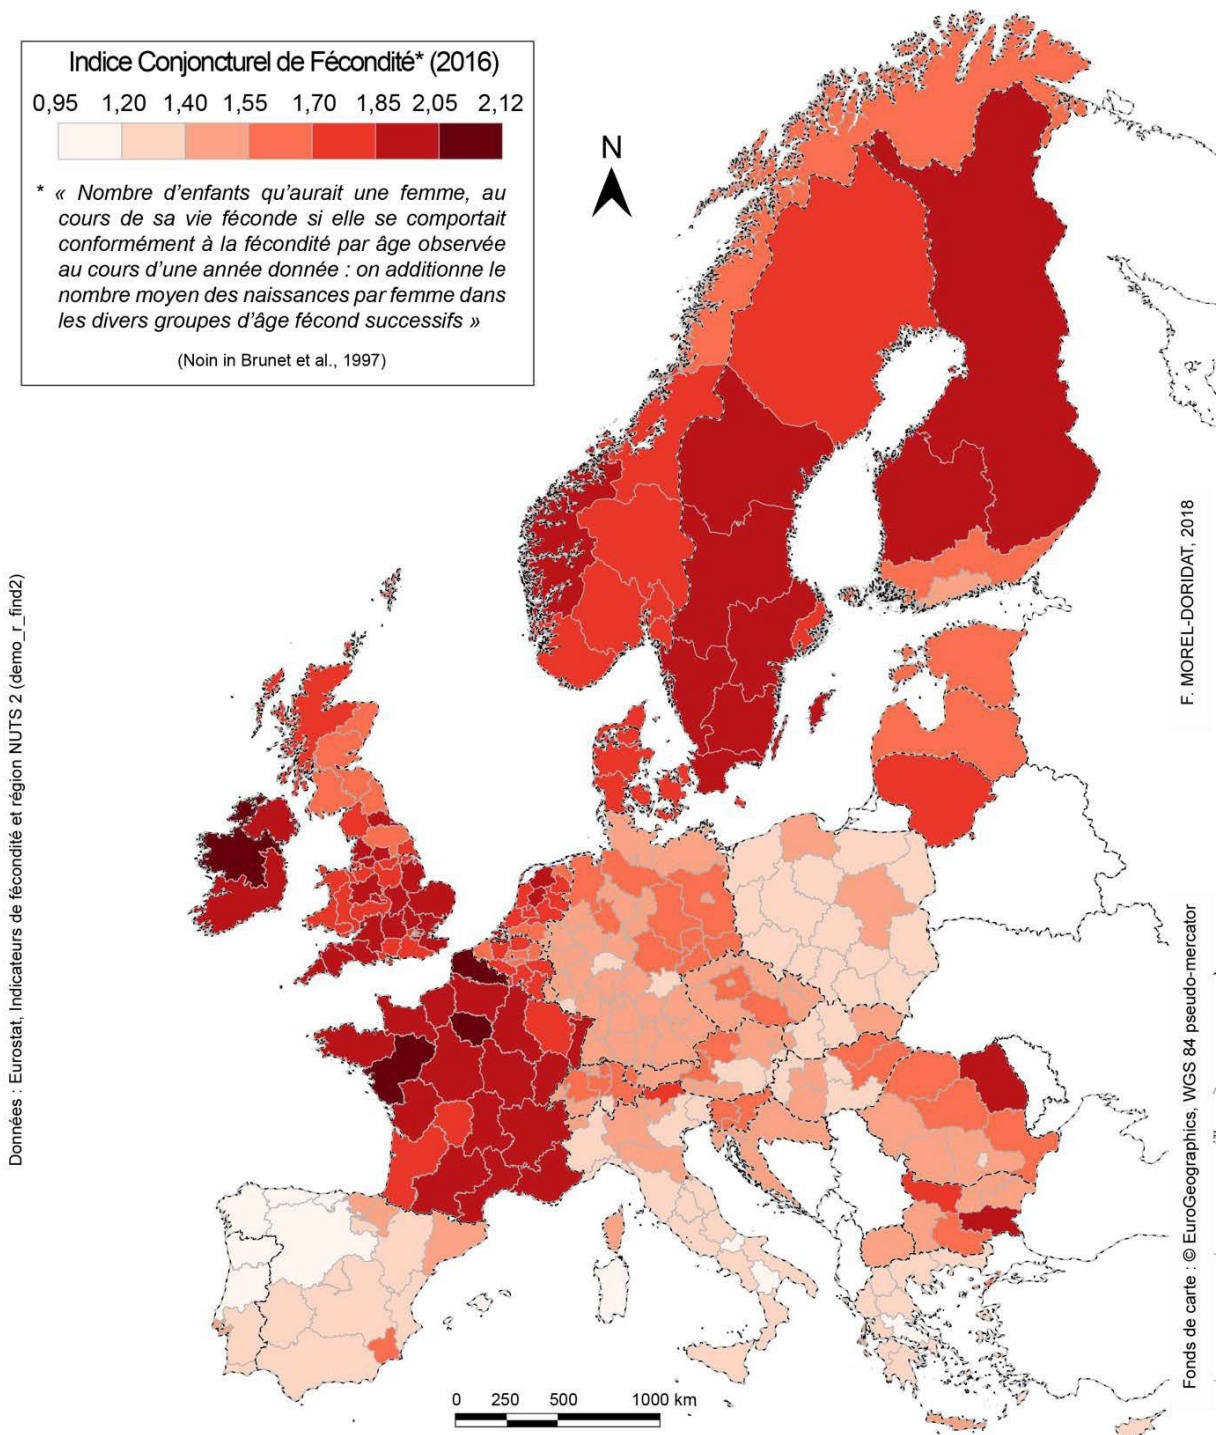 Indice Conjoncturel de Fécondité* (2016)
0,95 1,20 1,40 1,55 1,70 1,85 2,05 2,12
* « Nombre d'enfants qu'aurait une femme, au
cours de sa vie féconde si elle se comportait
conformément à la fécondité par âge observée
au cours d'une année donnée : on additionne le
nombre moyen des naissances par femme dans
les divers groupes d'âge fécond successifs »
(Noin in Brunet et al., 1997)
N
Données : Eurostat, Indicateurs de fécondité et région NUTS 2 (demo_r_find2)
F. MOREL-DORIDAT, 2018
Fonds de carte : © EuroGeographics, WGS 84 pseudo-mercator
0 250 500 1000 km